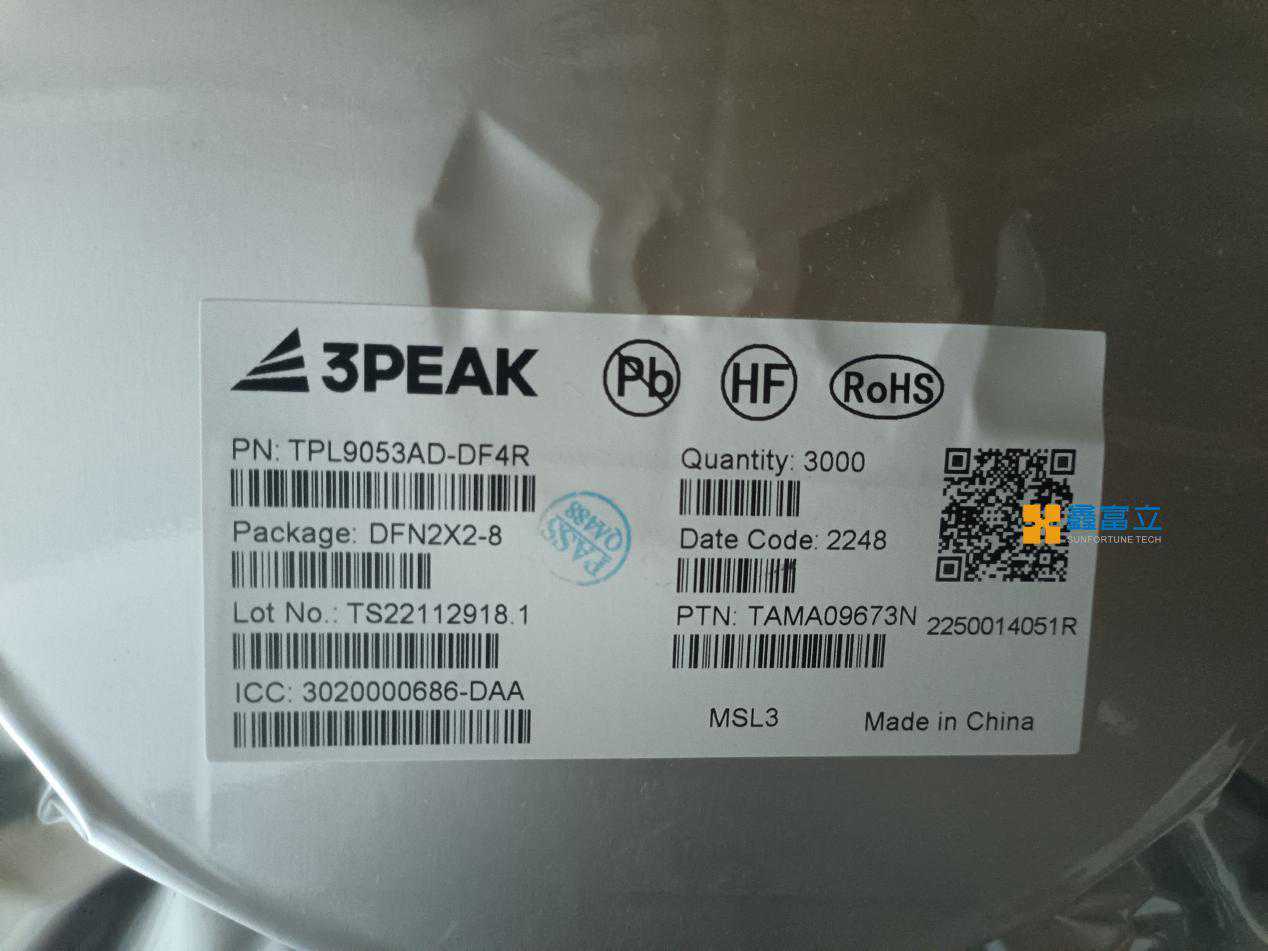 3PEAK
Pb HF RoHS
PN: TPL9053AD-DF4R
Quantity: 3000
Package: DFN2X2-8
Date Code: 2248
PASS
QA488
Lot No.: TS22112918.1
PTN: TAMA09673N
2250014051R
ICC: 3020000686-DAA
MSL3
Made in China
鑫富立
SUNFORTUNE TECH